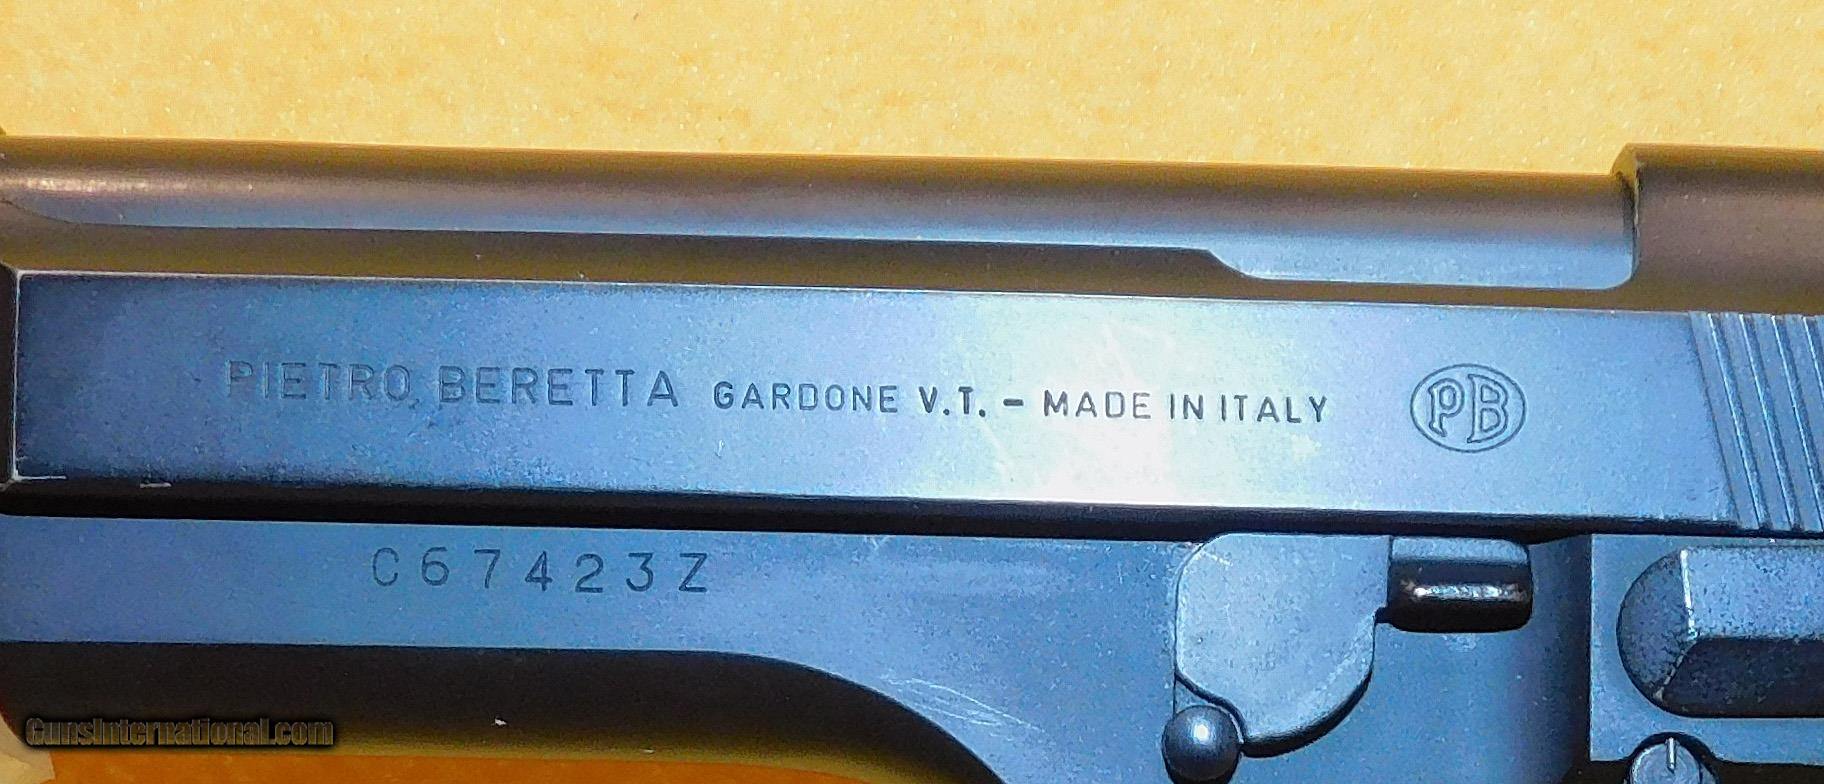 PIETRO BERETTA GARDONE V.T. - MADE IN ITALY PB
C67423Z
GunsInternational.com